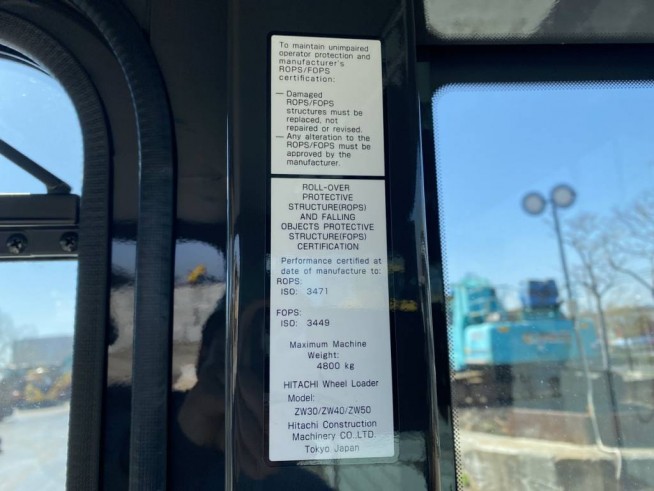 To maintain unimpaired
operator protection and
manufacturer's
ROPS/FOPS
certification:
— Damaged
ROPS/FOPS
structures must be
replaced, not
repaired or revised.
— Any alteration to the
ROPS/FOPS must be
approved by the
manufacturer.
ROLL-OVER
PROTECTIVE
STRUCTURE(ROPS)
AND FALLING
OBJECTS PROTECTIVE
STRUCTURE(FOPS)
CERTIFICATION
Performance certified at
date of manufacture to:
ROPS:
ISO: 3471
FOPS:
ISO: 3449
Maximum Machine
Weight:
4800 kg
HITACHI Wheel Loader
Model:
ZW30/ZW40/ZW50
Hitachi Construction
Machinery CO.,LTD.
Tokyo Japan